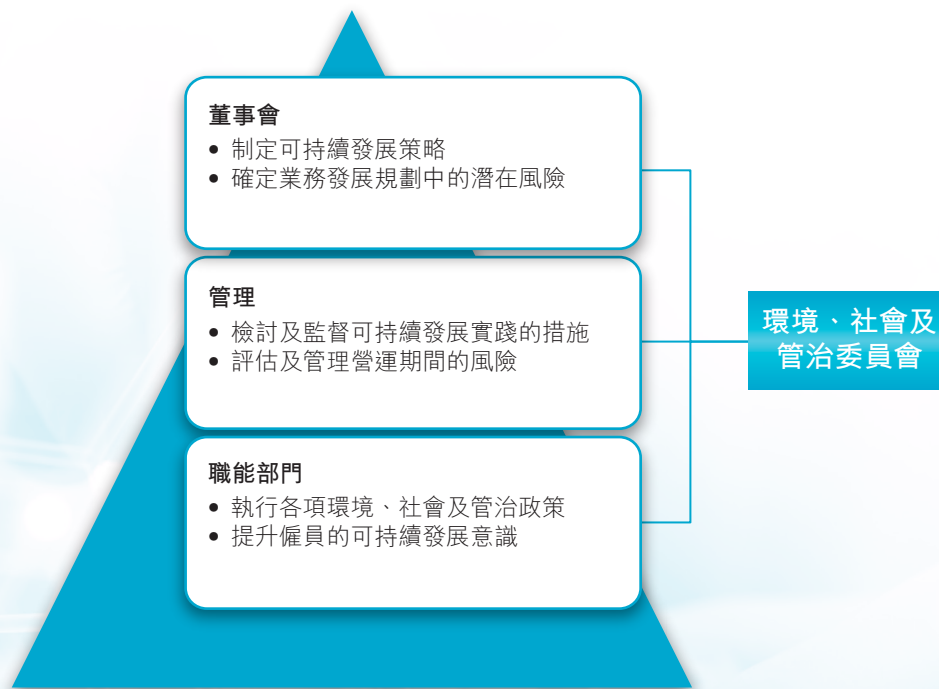 董事會
• 制定可持續發展策略
• 確定業務發展規劃中的潛在風險
管理
• 檢討及監督可持續發展實踐的措施
• 評估及管理營運期間的風險
職能部門
• 執行各項環境、社會及管治政策
• 提升僱員的可持續發展意識
環境、社會及
管治委員會